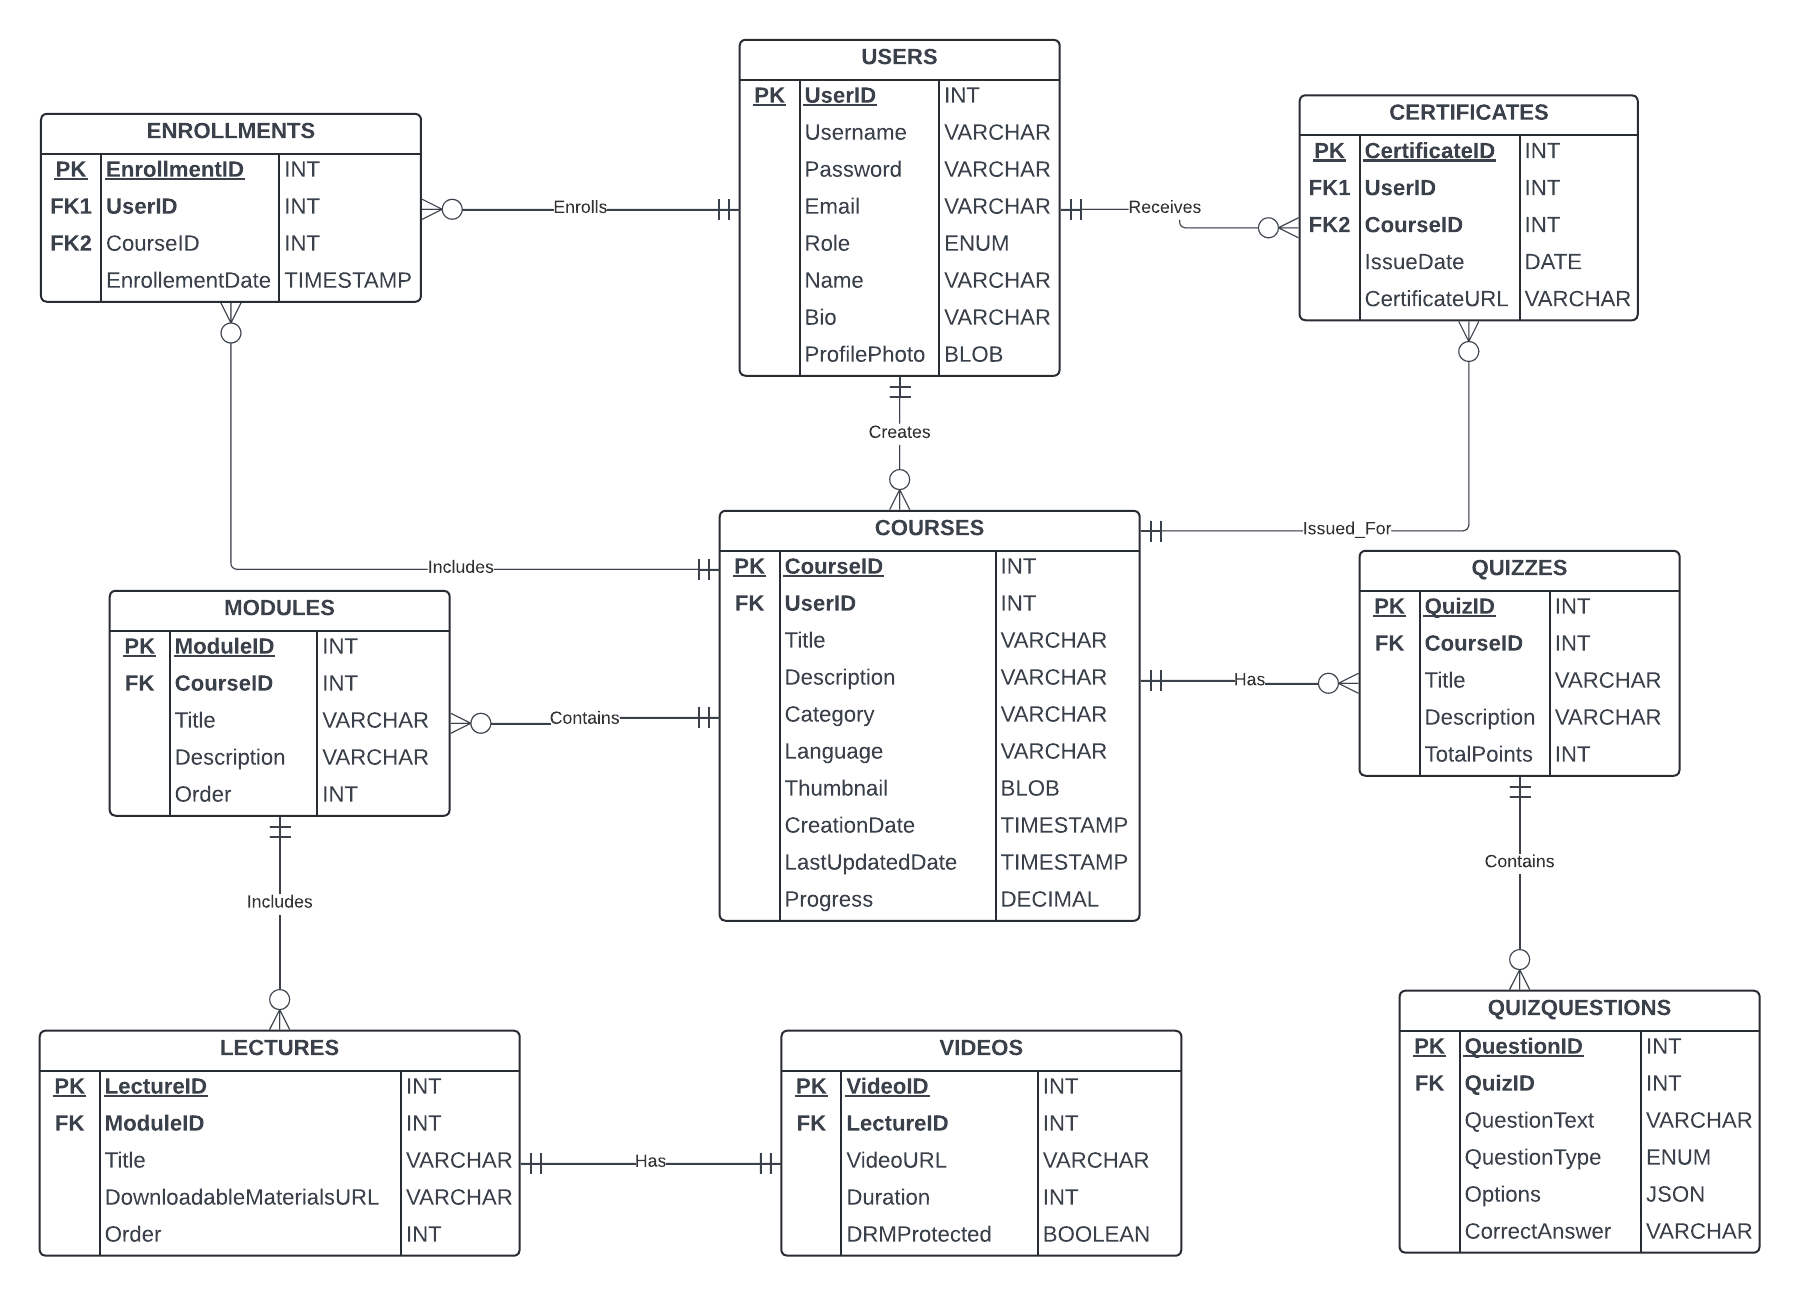 USERS
PK UserID INT
Username VARCHAR
Password VARCHAR
Email VARCHAR
Role ENUM
Name VARCHAR
Bio VARCHAR
ProfilePhoto BLOB
ENROLLMENTS
PK EnrollmentID INT
FK1 UserID INT
FK2 CourseID INT
EnrollementDate TIMESTAMP
Enrolls
Receives
CERTIFICATES
PK CertificateID INT
FK1 UserID INT
FK2 CourseID INT
IssueDate DATE
CertificateURL VARCHAR
Creates
Includes
Issued_For
COURSES
PK CourseID INT
FK UserID INT
Title VARCHAR
Description VARCHAR
Category VARCHAR
Language VARCHAR
Thumbnail BLOB
CreationDate TIMESTAMP
LastUpdatedDate TIMESTAMP
Progress DECIMAL
MODULES
PK ModuleID INT
FK CourseID INT
Title VARCHAR
Description VARCHAR
Order INT
Contains
Has
QUIZZES
PK QuizID INT
FK CourseID INT
Title VARCHAR
Description VARCHAR
TotalPoints INT
Includes
Contains
LECTURES
PK LectureID INT
FK ModuleID INT
Title VARCHAR
DownloadableMaterialsURL VARCHAR
Order INT
Has
VIDEOS
PK VideoID INT
FK LectureID INT
VideoURL VARCHAR
Duration INT
DRMProtected BOOLEAN
QUIZQUESTIONS
PK QuestionID INT
FK QuizID INT
QuestionText VARCHAR
QuestionType ENUM
Options JSON
CorrectAnswer VARCHAR